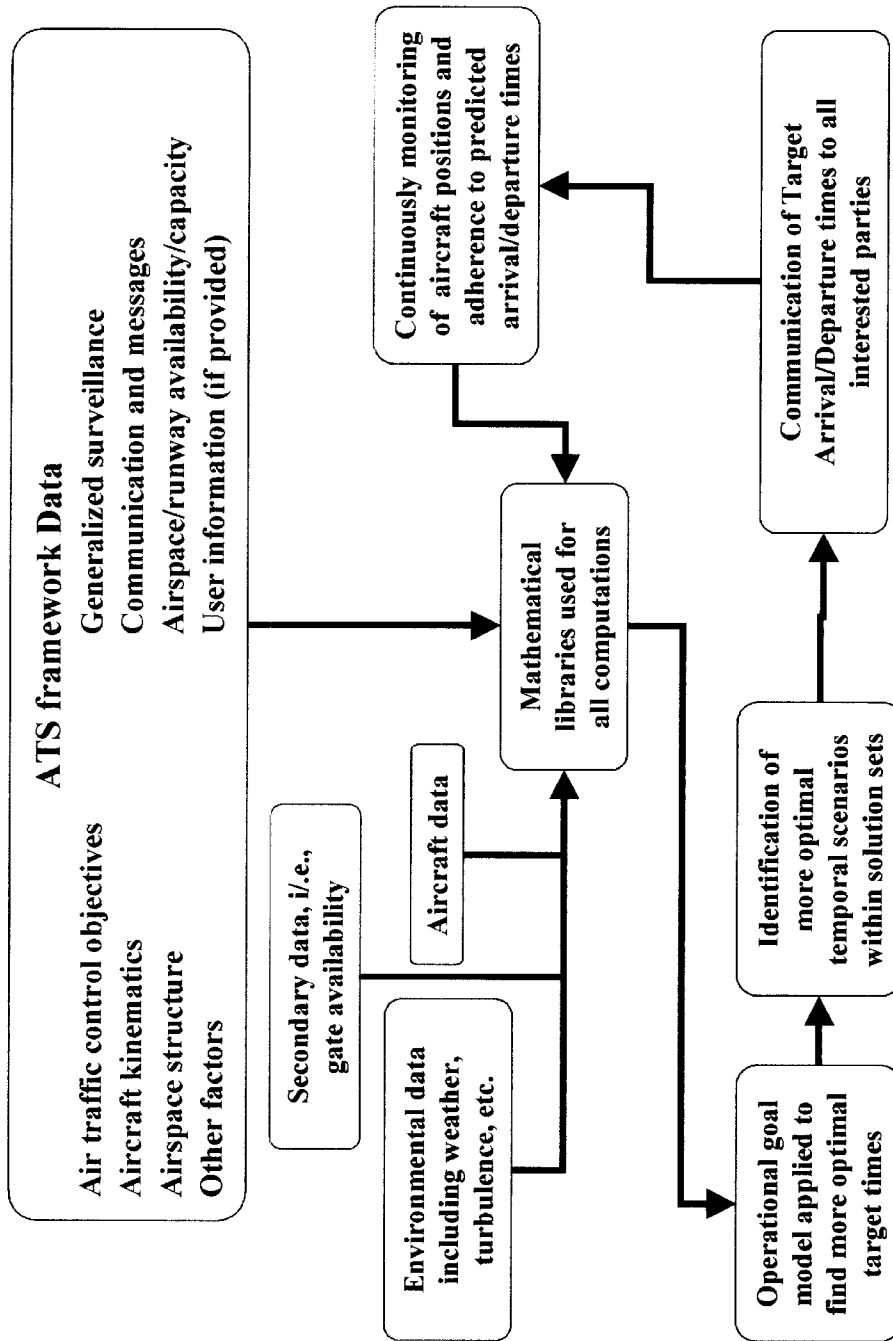 ATS framework Data
Air traffic control objectives
Aircraft kinematics
Airspace structure
Other factors
Generalized surveillance
Communication and messages
Airspace/runway availability/capacity
User information (if provided)
Secondary data, i/.e.,
gate availability
Aircraft data
Environmental data
including weather,
turbulence, etc.
Mathematical
libraries used for
all computations
Continuously monitoring
of aircraft positions and
adherence to predicted
arrival/departure times
Operational goal
model applied to
find more optimal
target times
Identification of
more optimal
temporal scenarios
within solution sets
Communication of Target
Arrival/Departure times to all
interested parties